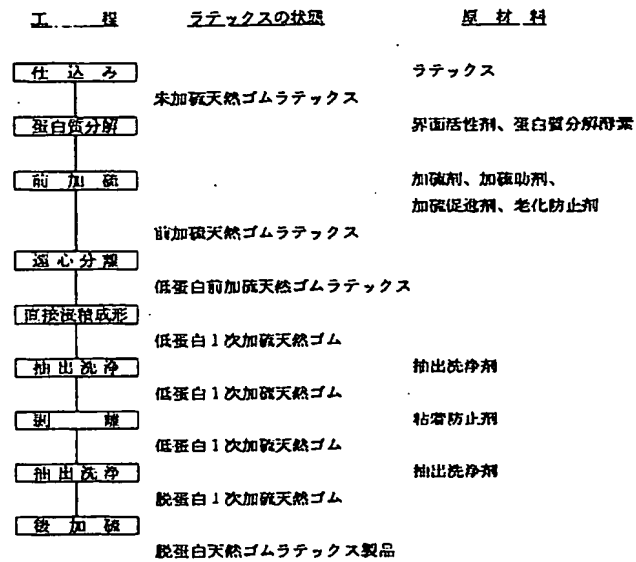 工 程 ラテックスの状態 原 材 料
仕 込 み ラテックス
未加硫天然ゴムラテックス
蛋白質分解 界面活性剤、蛋白質分解酵素
前 加 硫 加硫剤、加硫助剤、
加硫促進剤、老化防止剤
前加硫天然ゴムラテックス
遠 心 分 離
低蛋白前加硫天然ゴムラテックス
直接浸積成形
低蛋白1次加硫天然ゴム
抽 出 洗 浄 抽出洗浄剤
低蛋白1次加硫天然ゴム
剥 離 粘着防止剤
低蛋白1次加硫天然ゴム
抽 出 洗 浄 抽出洗浄剤
脱蛋白1次加硫天然ゴム
後 加 硫
脱蛋白天然ゴムラテックス製品